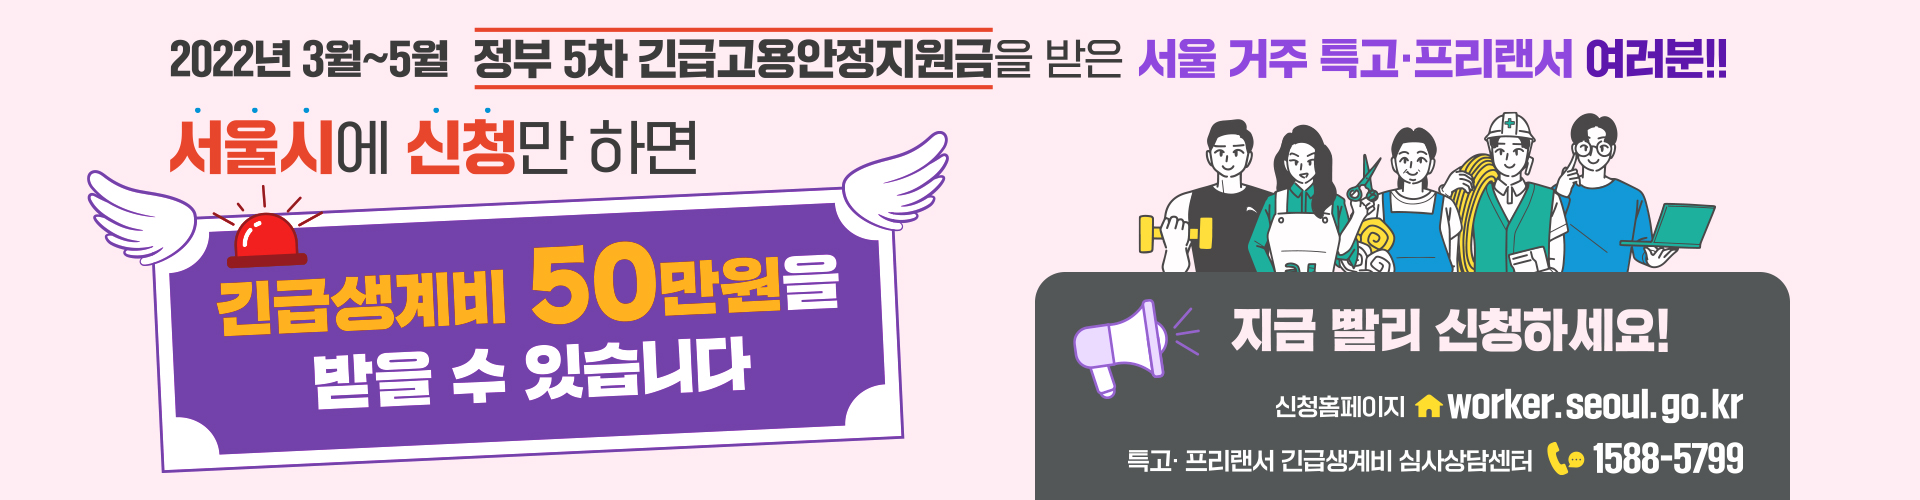 2022년 3월~5월 정부 5차 긴급고용안정지원금을 받은 서울 거주 특고·프리랜서 여러분!!
서울시에 신청만 하면
긴급생계비 50만원을
받을 수 있습니다
지금 빨리 신청하세요!
신청홈페이지 worker.seoul.go.kr
특고· 프리랜서 긴급생계비 심사상담센터 1588-5799